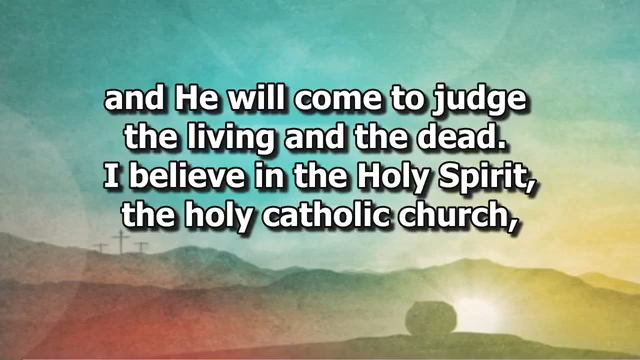 and He will come to judge
the living and the dead.
I believe in the Holy Spirit,
the holy catholic church,